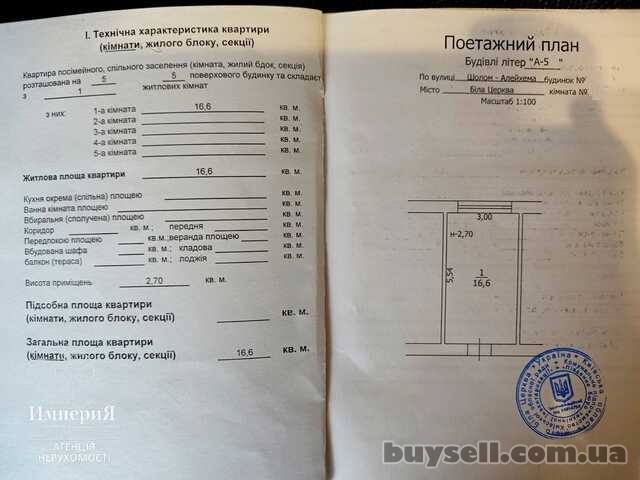 I. Технічна характеристика квартири
(кімнати, жилого блоку, секції)
Квартира посімейного, спільного заселення (кімната, жилий блок, секція)
розташована на 5 5 поверхового будинку та складаєт
з 1 житлових кімнат
з них: 1-а кімната 16,6 кв. м.
2-а кімната кв. м.
3-а кімната кв. м.
4-а кімната кв. м.
5-а кімната кв. м.
Житлова площа квартири 16,6 кв. м.
Кухня окрема (спільна) площею кв. м.
Ванна кімната площею кв. м.
Вбиральня (сполучена) площею кв. м.
Коридор кв. м.; передня кв. м.
Передпокою площею кв.м.;веранда площею кв. м.
Вбудована шафа кв. м.; кладова кв. м.
балкон (тераса) кв. м.; лоджія кв. м.
Висота приміщень 2,70 кв. м.
Підсобна площа квартири
(кімнати, жилого блоку, секції) кв. м.
Загальна площа квартири
(кімнати, жилого блоку, секції) 16,6 кв. м.
ИмпериЯ
АГЕНЦІЯ
НЕРУХОМОСТІ
Поетажний план
Будівлі літер "А-5 "
По вулиці Шолом - Алейхема будинок №
Місто Біла Церква кімната №
Масштаб 1:100
3,00
н-2,70
5,54
1
16,6
Україна
Біла Церква
buysell.com.ua